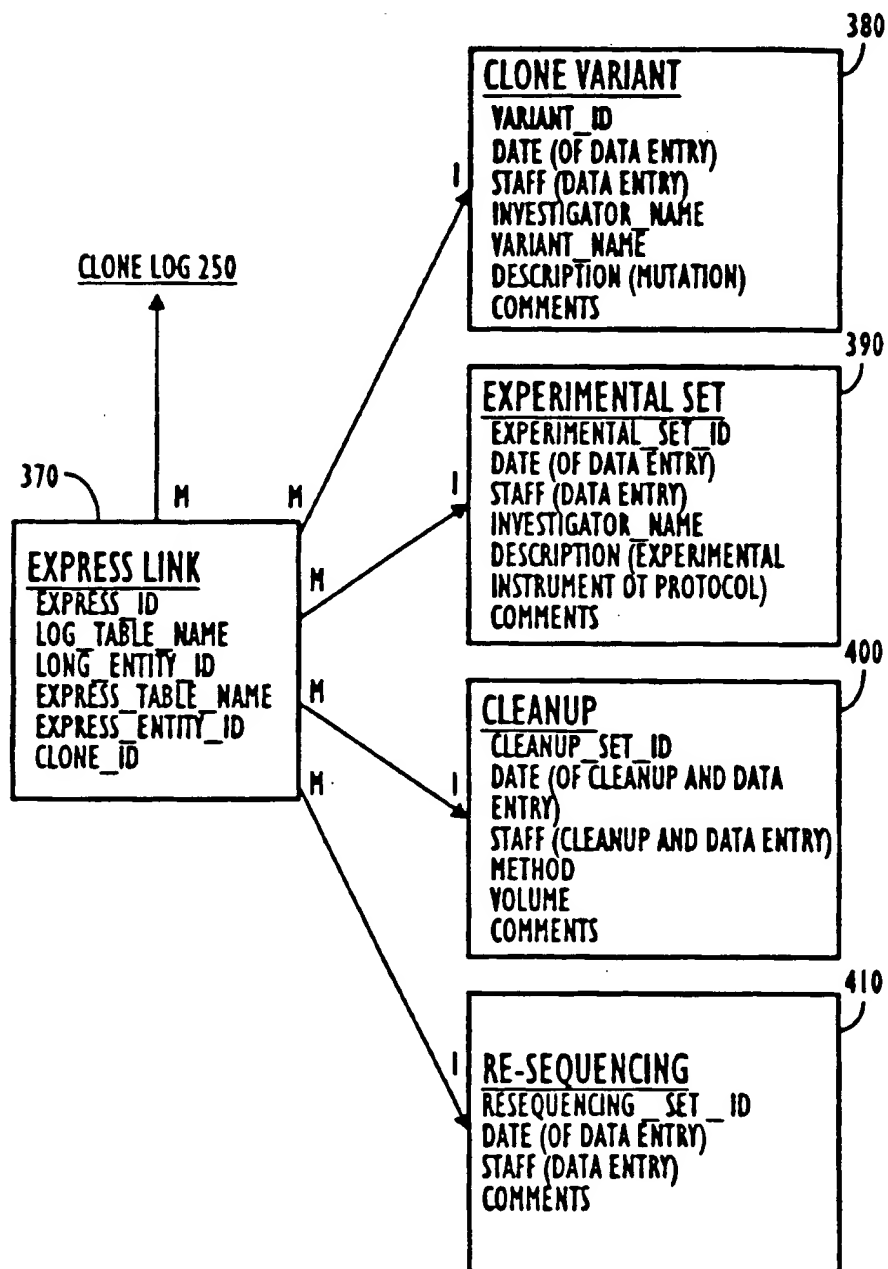 380
CLONE VARIANT
VARIANT_ID
DATE (OF DATA ENTRY)
STAFF (DATA ENTRY)
INVESTIGATOR_NAME
VARIANT_NAME
DESCRIPTION (MUTATION)
COMMENTS
1
CLONE LOG 250
390
EXPERIMENTAL SET
EXPERIMENTAL_SET_ID
DATE (OF DATA ENTRY)
STAFF (DATA ENTRY)
INVESTIGATOR_NAME
DESCRIPTION (EXPERIMENTAL
INSTRUMENT OT PROTOCOL)
COMMENTS
1
370
M
M
M
M
M
EXPRESS LINK
EXPRESS_ID
LOG_TABLE_NAME
LONG_ENTITY_ID
EXPRESS_TABLE_NAME
EXPRESS_ENTITY_ID
CLONE_ID
400
CLEANUP
CLEANUP_SET_ID
DATE (OF CLEANUP AND DATA
ENTRY)
STAFF (CLEANUP AND DATA ENTRY)
METHOD
VOLUME
COMMENTS
1
410
RE-SEQUENCING
RESEQUENCING_SET_ID
DATE (OF DATA ENTRY)
STAFF (DATA ENTRY)
COMMENTS
1